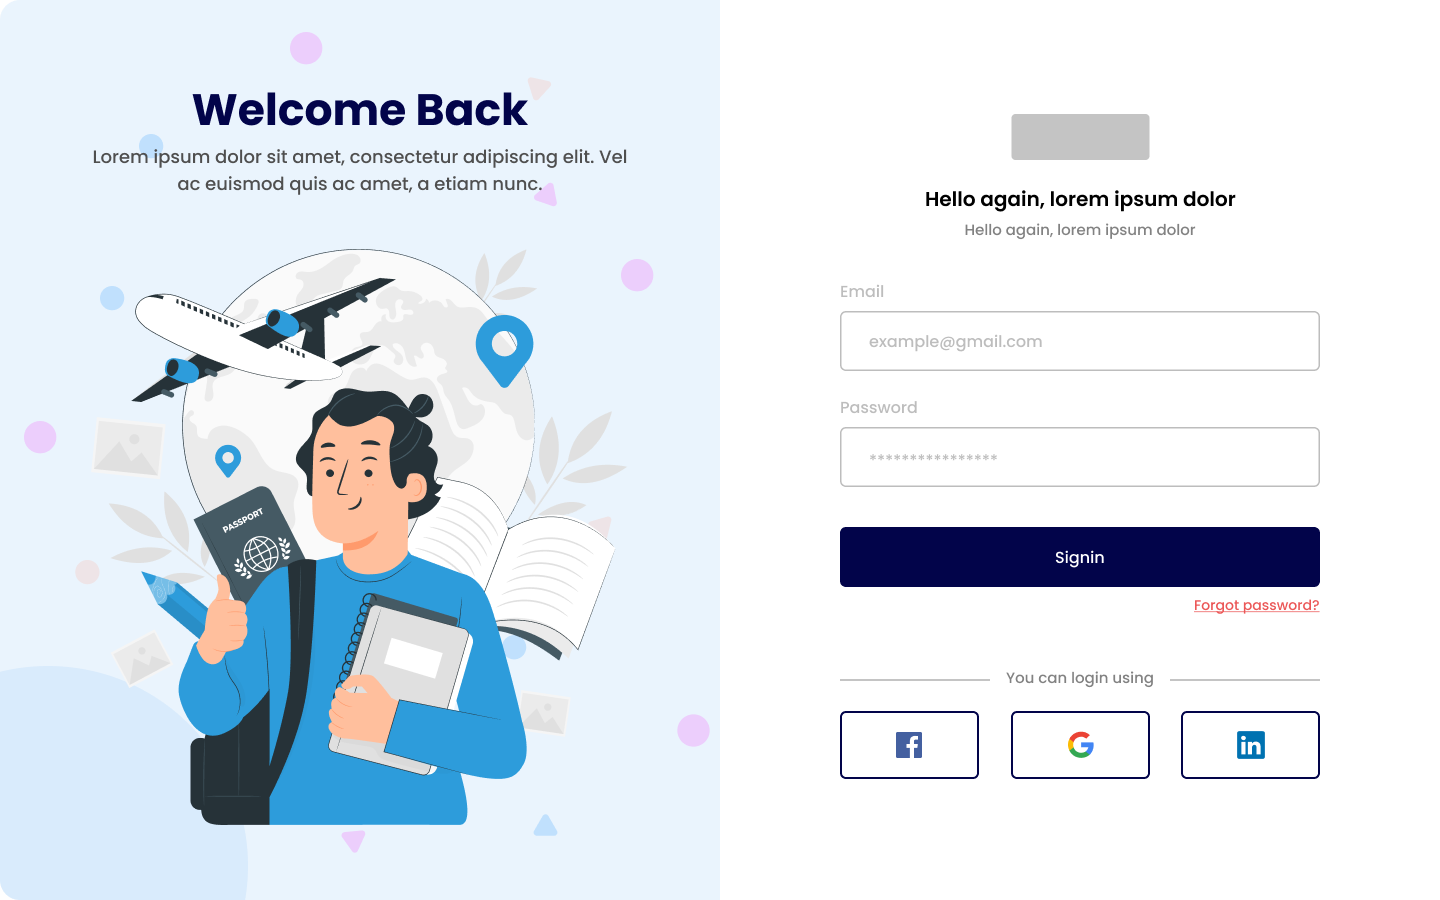 Welcome Back
Lorem ipsum dolor sit amet, consectetur adipiscing elit. Vel
ac euismod quis ac amet, a etiam nunc.
PASSPORT
Hello again, lorem ipsum dolor
Hello again, lorem ipsum dolor
Email
example@gmail.com
Password
****************
Signin
Forgot password?
You can login using
f
G
in